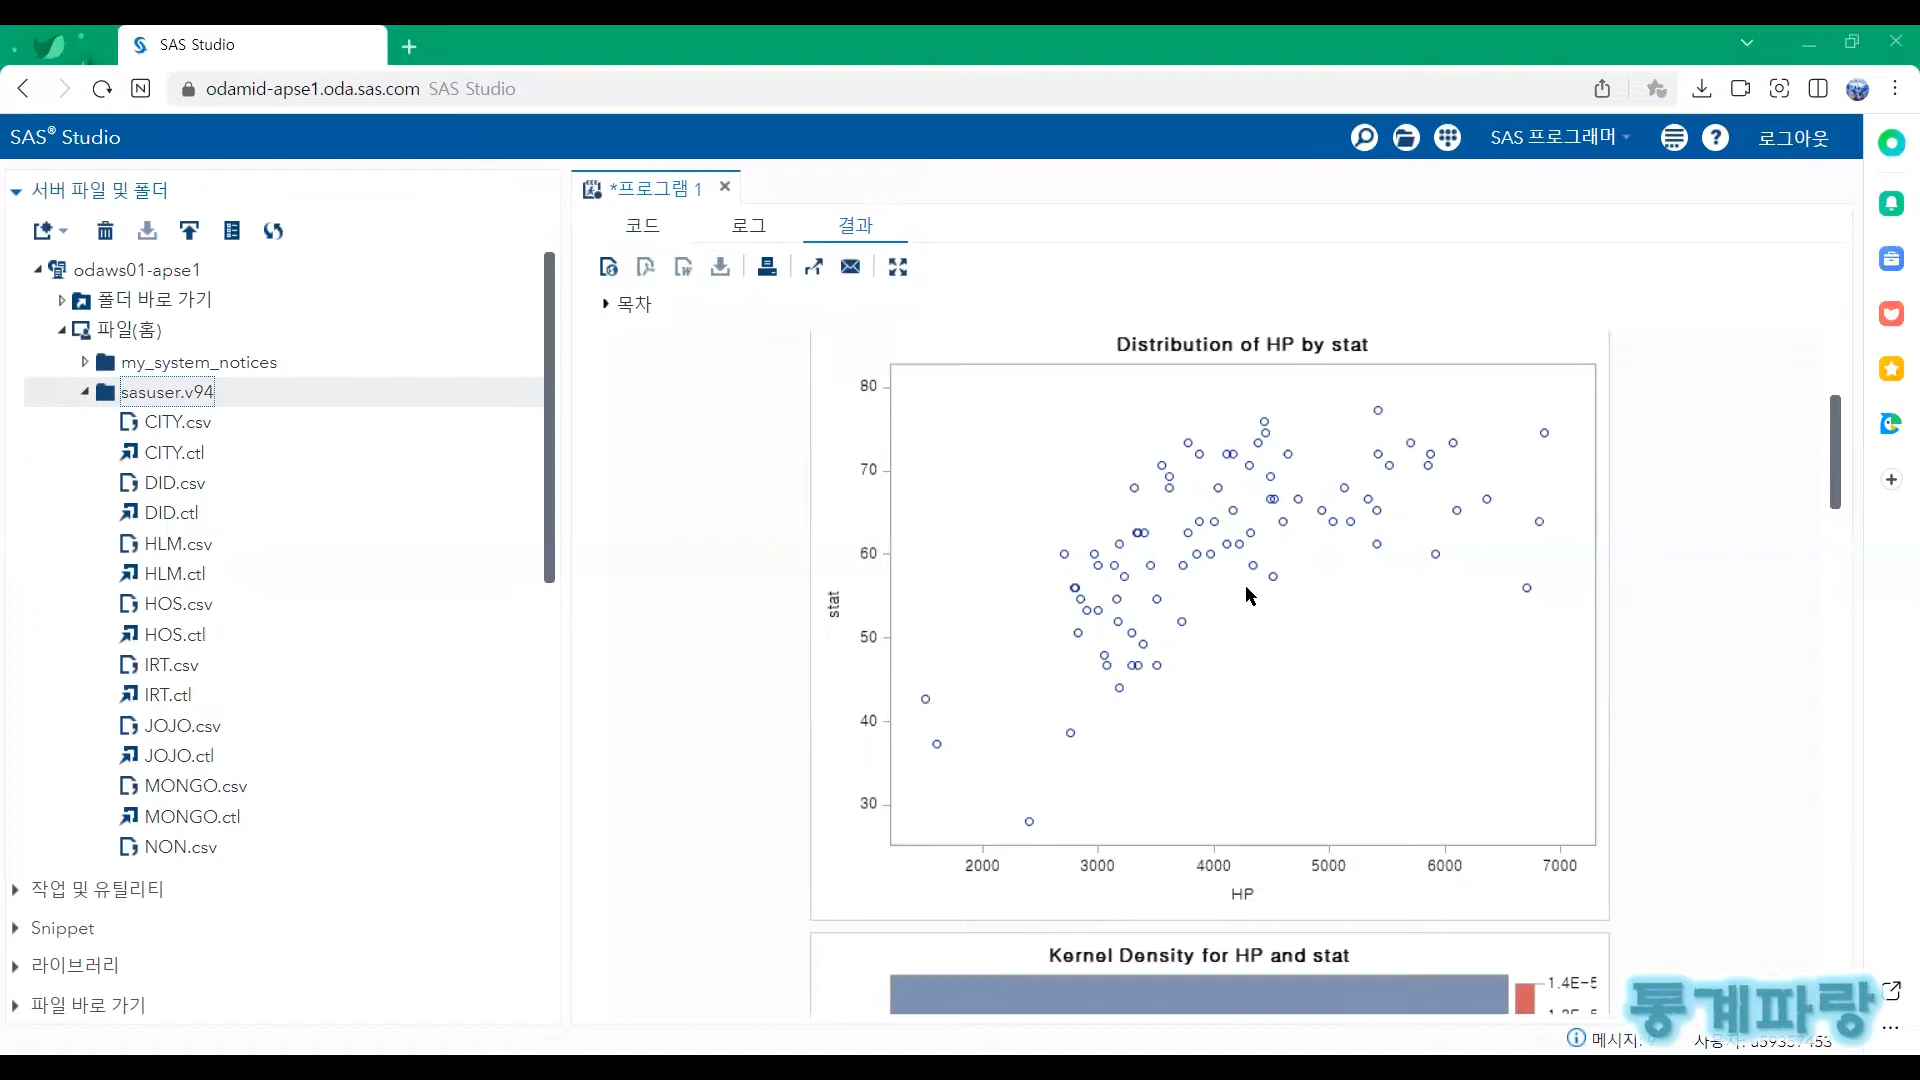 SAS Studio
odamid-apse1.oda.sas.com SAS Studio
SAS® Studio
SAS 프로그래머
로그아웃
서버 파일 및 폴더
*프로그램 1
코드 로그 결과
odaws01-apse1
폴더 바로 가기
파일(홈)
my_system_notices
sasuser.v94
CITY.csv
CITY.ctl
DID.csv
DID.ctl
HLM.csv
HLM.ctl
HOS.csv
HOS.ctl
IRT.csv
IRT.ctl
JOJO.csv
JOJO.ctl
MONGO.csv
MONGO.ctl
NON.csv
작업 및 유틸리티
Snippet
라이브러리
파일 바로 가기
목차
Distribution of HP by stat
80
70
60
50
40
30
stat
2000 3000 4000 5000 6000 7000
HP
Kernel Density for HP and stat
1.4E-5
통계파랑
메시지:
사용자: